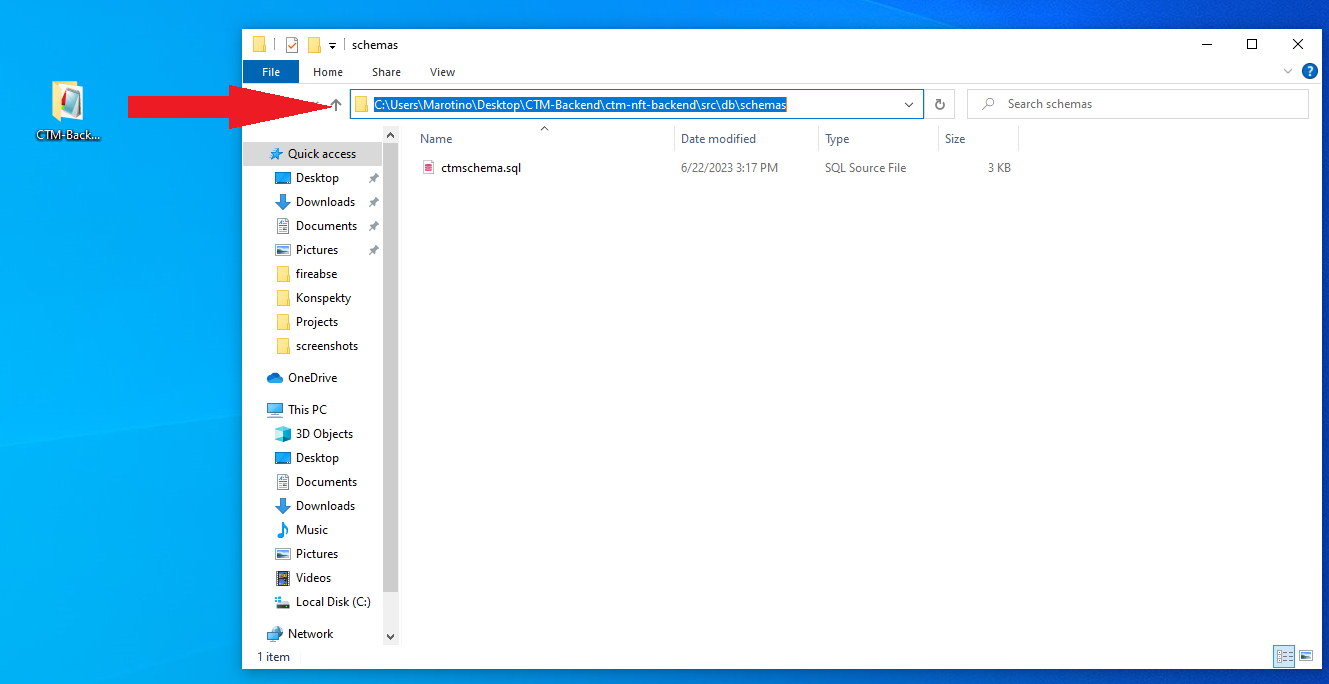 CTM-Back...
schemas
File Home Share View
C:\Users\Marotino\Desktop\CTM-Backend\ctm-nft-backend\src\db\schemas
Search schemas
Quick access
Desktop
Downloads
Documents
Pictures
fireabse
Konspekty
Projects
screenshots
OneDrive
This PC
3D Objects
Desktop
Documents
Downloads
Music
Pictures
Videos
Local Disk (C:)
Network
Name Date modified Type Size
ctmschema.sql 6/22/2023 3:17 PM SQL Source File 3 KB
1 item